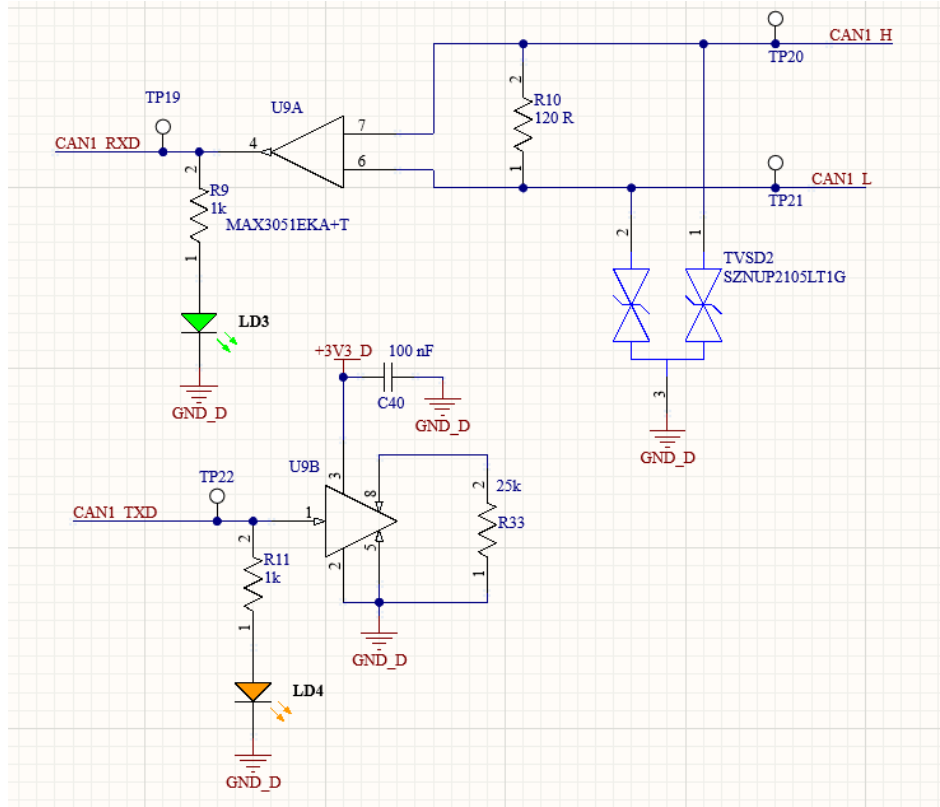 CAN1_H
TP20
TP19
U9A
2
R10
120 R
7
CAN1_RXD
4
1
6
TP21
CAN1_L
2
R9
1k
1
MAX3051EKA+T
2
1
TVSD2
SZNUP2105LT1G
LD3
+3V3_D
100 nF
C40
3
GND_D
GND_D
GND_D
U9B
3
TP22
8
2
25k
CAN1_TXD
1
R33
2
R11
1k
5
2
1
1
GND_D
LD4
GND_D